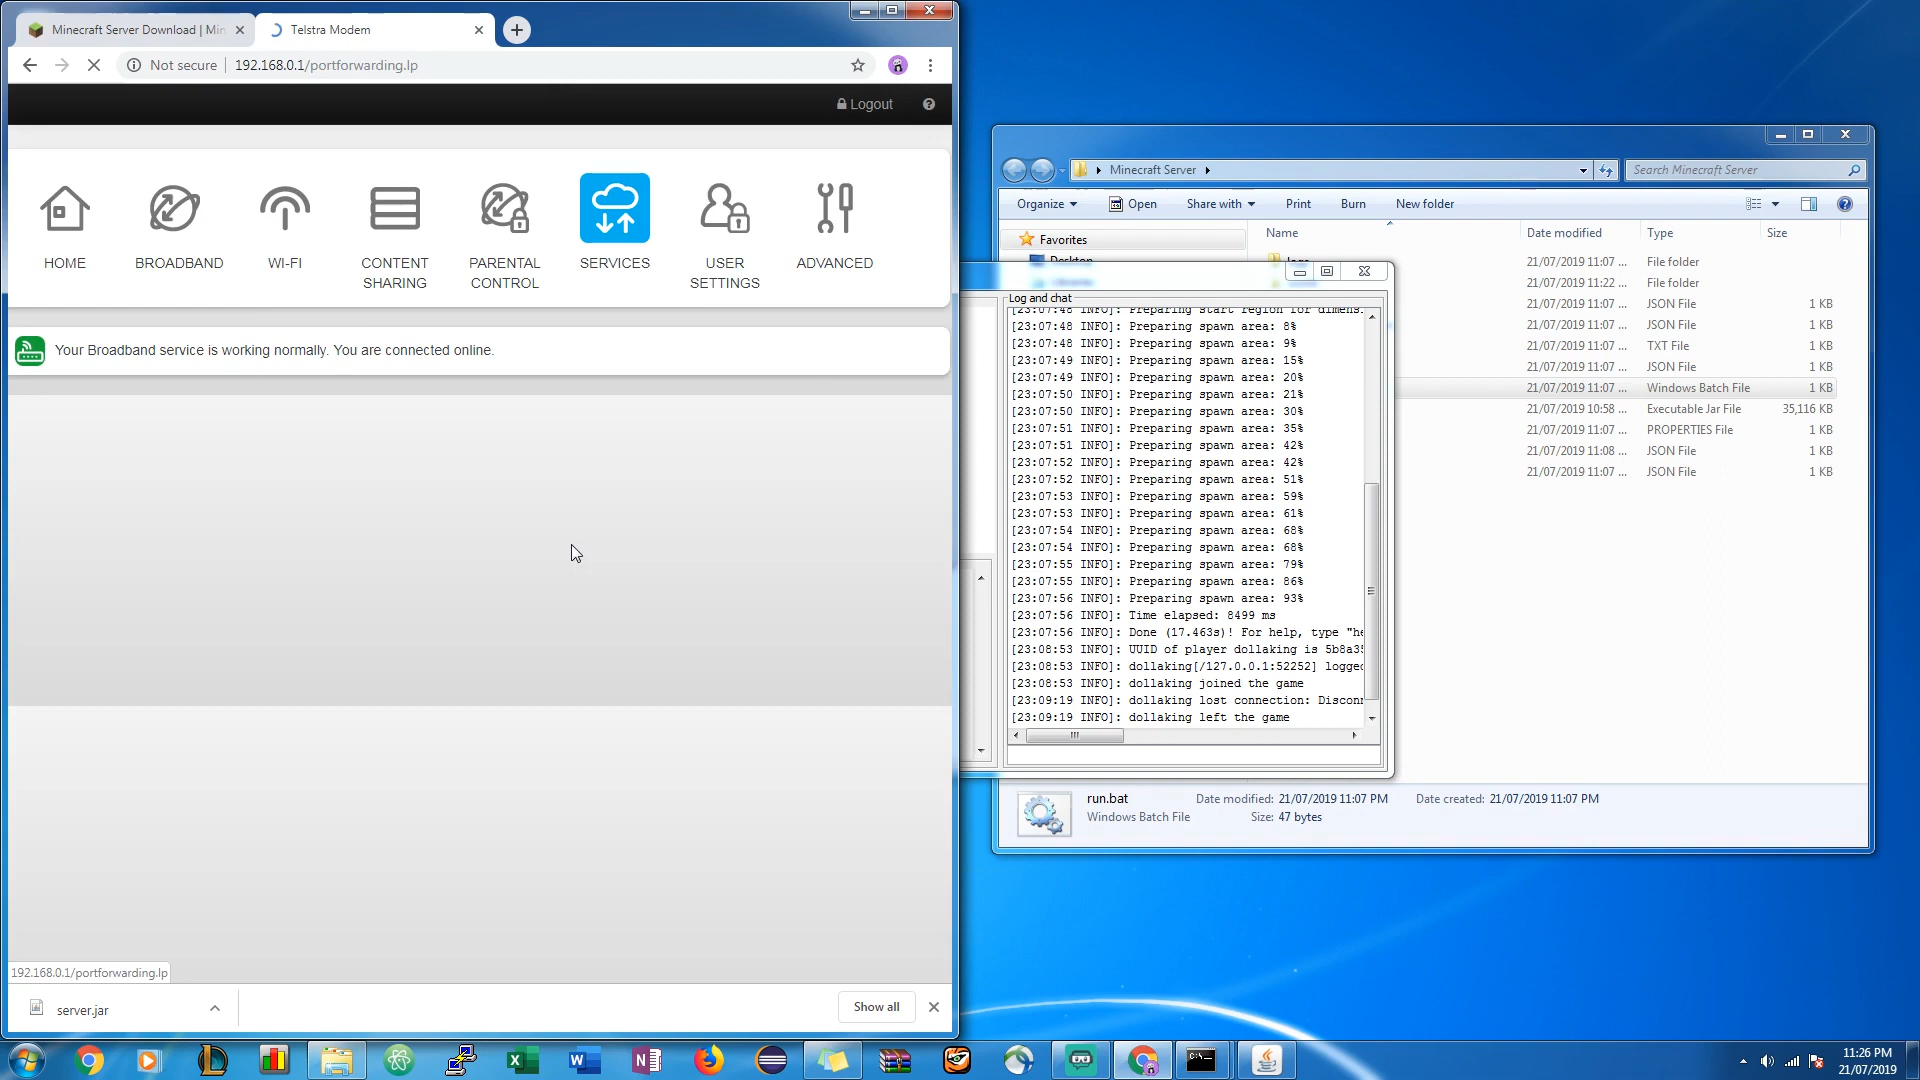 Minecraft Server Download | Min
Telstra Modem
Not secure
192.168.0.1/portforwarding.lp
Logout
HOME
BROADBAND
WI-FI
CONTENT SHARING
PARENTAL CONTROL
SERVICES
USER SETTINGS
ADVANCED
Your Broadband service is working normally. You are connected online.
192.168.0.1/portforwarding.lp
server.jar
Show all
Minecraft Server
Search Minecraft Server
Organize
Open
Share with
Print
Burn
New folder
Favorites
Desktop
Name
Date modified
Type
Size
21/07/2019 11:07 ... File folder
21/07/2019 11:22 ... File folder
21/07/2019 11:07 ... JSON File 1 KB
21/07/2019 11:07 ... JSON File 1 KB
21/07/2019 11:07 ... TXT File 1 KB
21/07/2019 11:07 ... JSON File 1 KB
21/07/2019 11:07 ... Windows Batch File 1 KB
21/07/2019 10:58 ... Executable Jar File 35,116 KB
21/07/2019 11:07 ... PROPERTIES File 1 KB
21/07/2019 11:08 ... JSON File 1 KB
21/07/2019 11:07 ... JSON File 1 KB
Log and chat
[23:07:48 INFO]: Preparing start region for dimens
[23:07:48 INFO]: Preparing spawn area: 8%
[23:07:48 INFO]: Preparing spawn area: 9%
[23:07:49 INFO]: Preparing spawn area: 15%
[23:07:49 INFO]: Preparing spawn area: 20%
[23:07:50 INFO]: Preparing spawn area: 21%
[23:07:50 INFO]: Preparing spawn area: 30%
[23:07:51 INFO]: Preparing spawn area: 35%
[23:07:51 INFO]: Preparing spawn area: 42%
[23:07:52 INFO]: Preparing spawn area: 42%
[23:07:52 INFO]: Preparing spawn area: 51%
[23:07:53 INFO]: Preparing spawn area: 59%
[23:07:53 INFO]: Preparing spawn area: 61%
[23:07:54 INFO]: Preparing spawn area: 68%
[23:07:54 INFO]: Preparing spawn area: 68%
[23:07:55 INFO]: Preparing spawn area: 79%
[23:07:55 INFO]: Preparing spawn area: 86%
[23:07:56 INFO]: Preparing spawn area: 93%
[23:07:56 INFO]: Time elapsed: 8499 ms
[23:07:56 INFO]: Done (17.463s)! For help, type "he
[23:08:53 INFO]: UUID of player dollaking is 5b8a35
[23:08:53 INFO]: dollaking[/127.0.0.1:52252] logged
[23:08:53 INFO]: dollaking joined the game
[23:09:19 INFO]: dollaking lost connection: Disconn
[23:09:19 INFO]: dollaking left the game
run.bat
Date modified: 21/07/2019 11:07 PM
Date created: 21/07/2019 11:07 PM
Windows Batch File
Size: 47 bytes
11:26 PM
21/07/2019